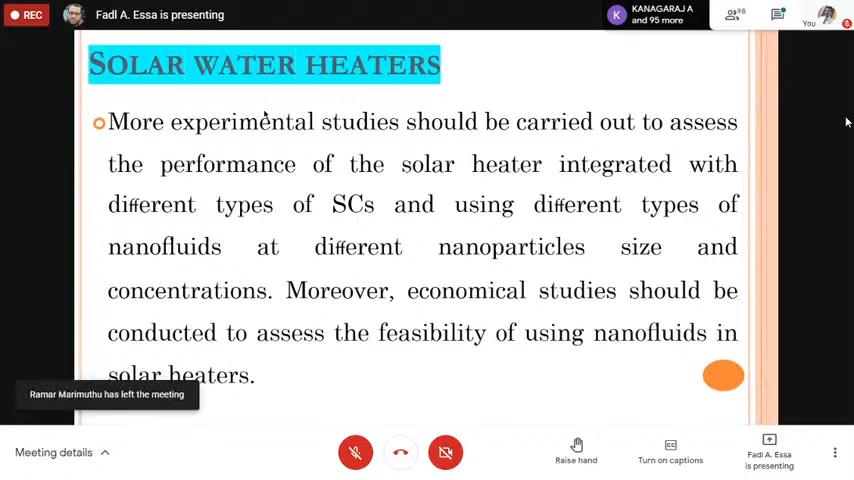 REC
Fadl A. Essa is presenting
K
KANAGARAJ A
and 95 more
98
You
SOLAR WATER HEATERS
More experimental studies should be carried out to assess
the performance of the solar heater integrated with
different types of SCs and using different types of
nanofluids at different nanoparticles size and
concentrations. Moreover, economical studies should be
conducted to assess the feasibility of using nanofluids in
solar heaters.
Ramar Marimuthu has left the meeting
Meeting details
Raise hand
Turn on captions
Fadl A. Essa
is presenting